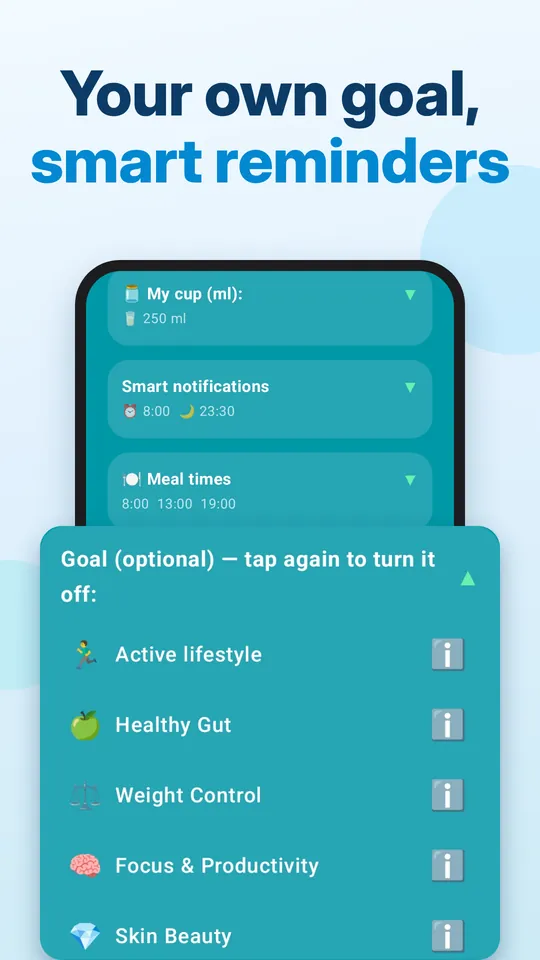 Your own goal,
smart reminders
My cup (ml):
250 ml
Smart notifications
8:00 23:30
Meal times
8:00 13:00 19:00
Goal (optional) — tap again to turn it
off:
Active lifestyle
Healthy Gut
Weight Control
Focus & Productivity
Skin Beauty